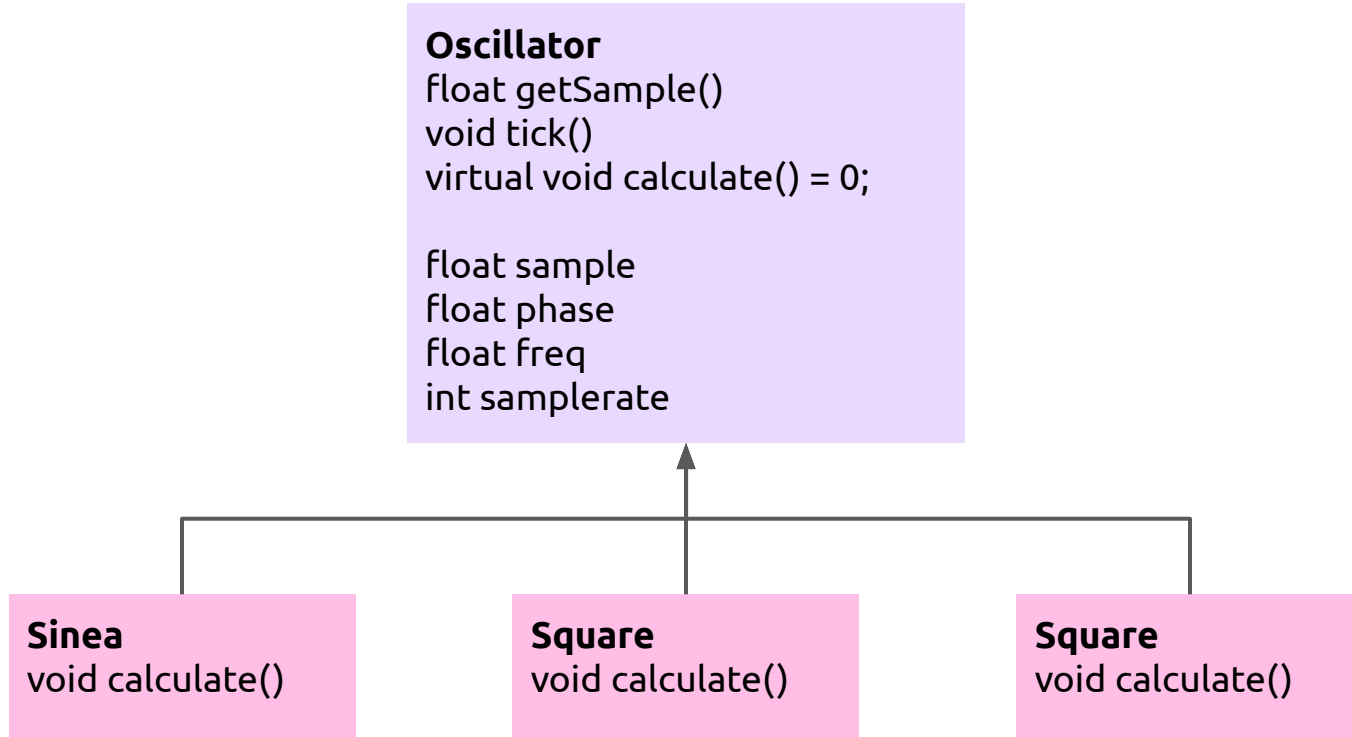 Oscillator
float getSample()
void tick()
virtual void calculate() = 0;
float sample
float phase
float freq
int samplerate
Sinea
void calculate()
Square
void calculate()
Square
void calculate()